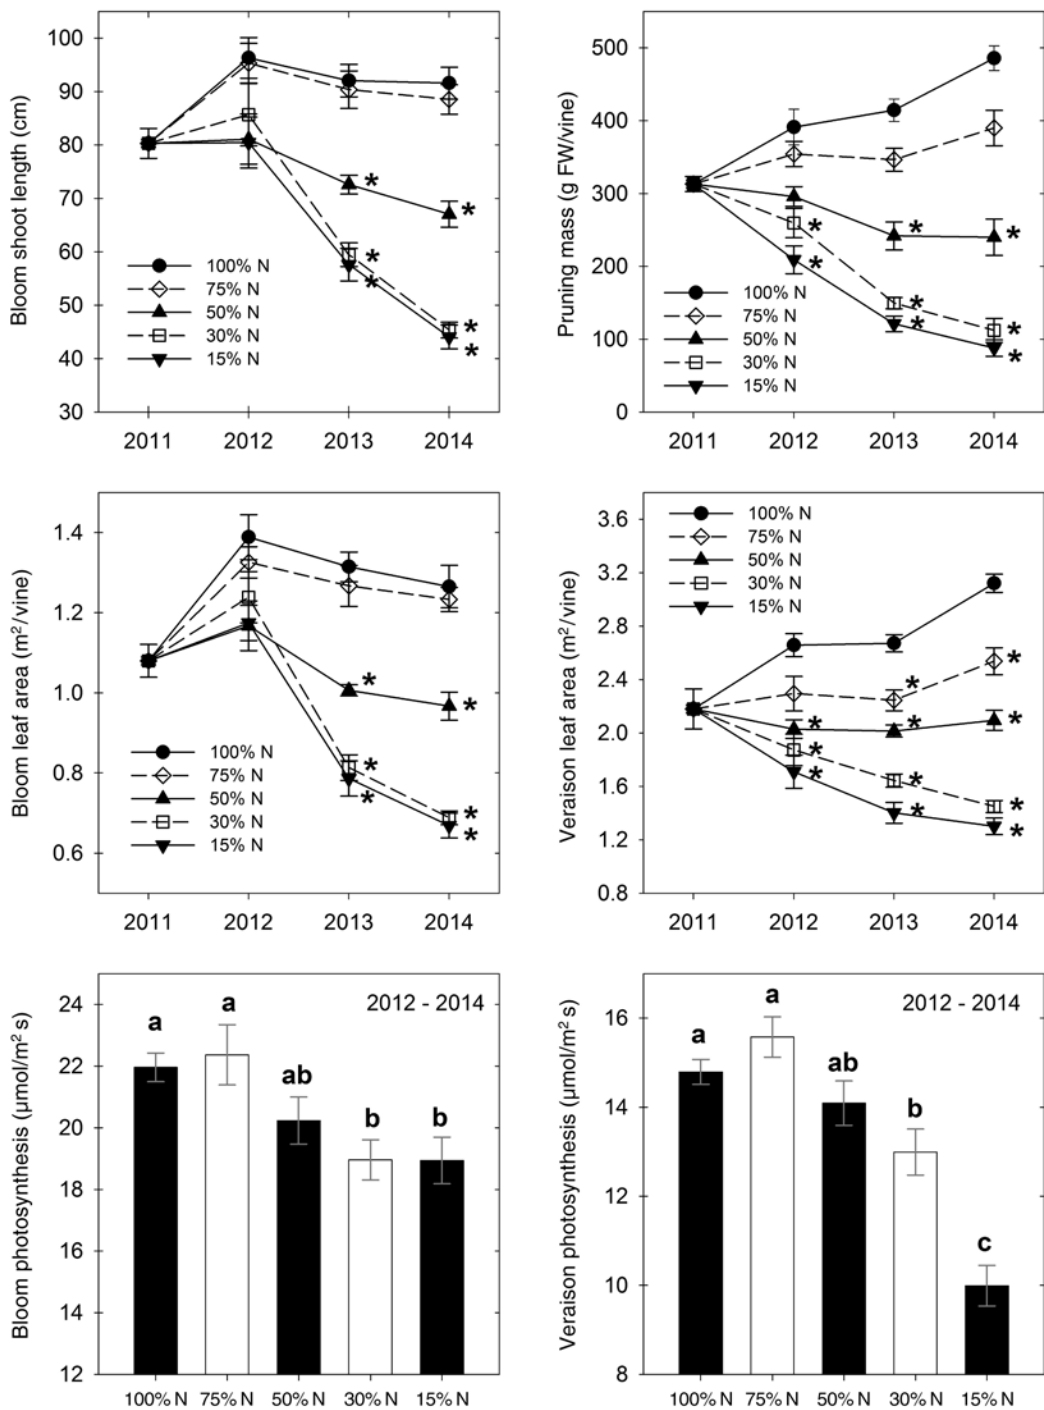 Bloom shoot length (cm)
100
90
80
70
60
50
40
30
100% N
75% N
50% N
30% N
15% N
* * * * * *
2011 2012 2013 2014
Pruning mass (g FW/vine)
500
400
300
200
100
0
100% N
75% N
50% N
30% N
15% N
* * * * * * * *
2011 2012 2013 2014
Bloom leaf area (m²/vine)
1.4
1.2
1.0
0.8
0.6
100% N
75% N
50% N
30% N
15% N
* * * * * *
2011 2012 2013 2014
Veraison leaf area (m²/vine)
3.6
3.2
2.8
2.4
2.0
1.6
1.2
0.8
100% N
75% N
50% N
30% N
15% N
* * * * * * * * * * *
2011 2012 2013 2014
Bloom photosynthesis (µmol/m² s)
24
22
20
18
16
14
12
2012 - 2014
a a ab b b
100% N 75% N 50% N 30% N 15% N
Veraison photosynthesis (µmol/m² s)
16
14
12
10
8
2012 - 2014
a a ab b c
100% N 75% N 50% N 30% N 15% N